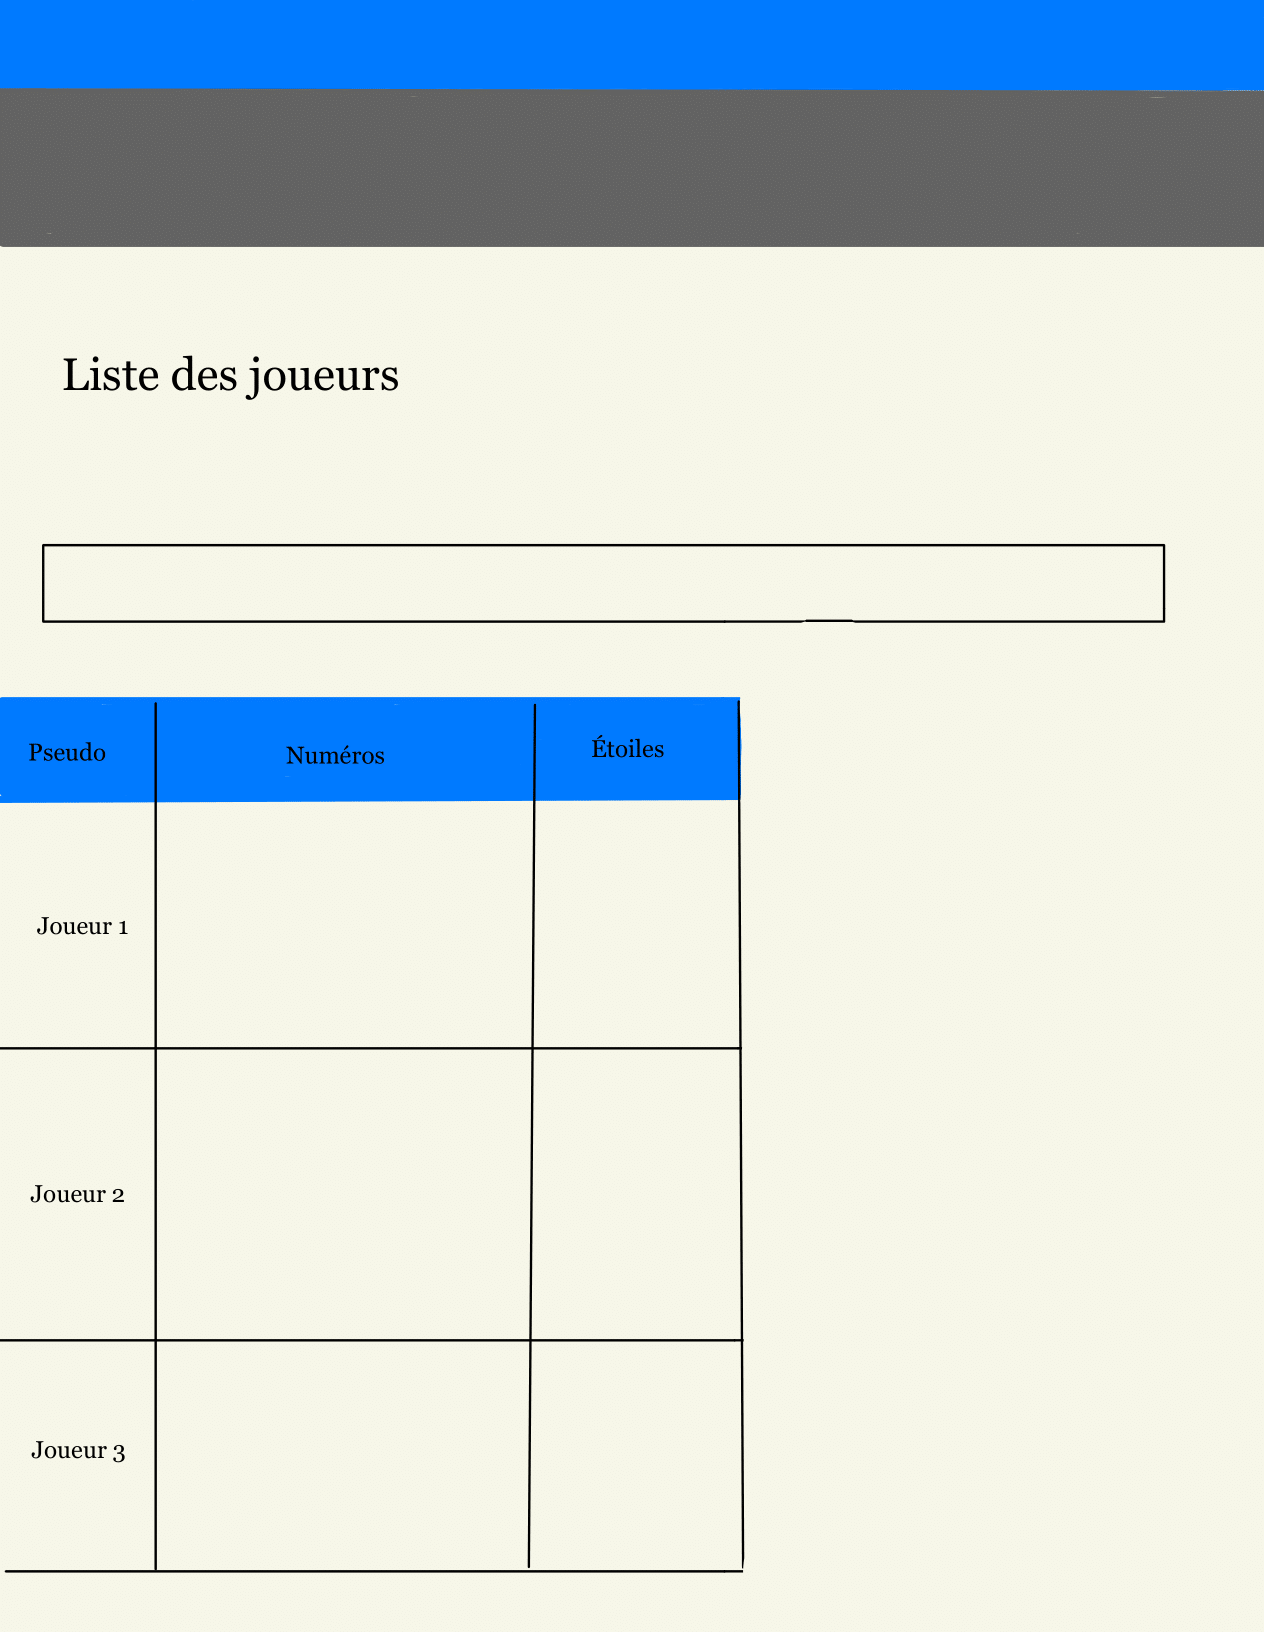 Liste des joueurs
Pseudo Numéros Étoiles
Joueur 1
Joueur 2
Joueur 3